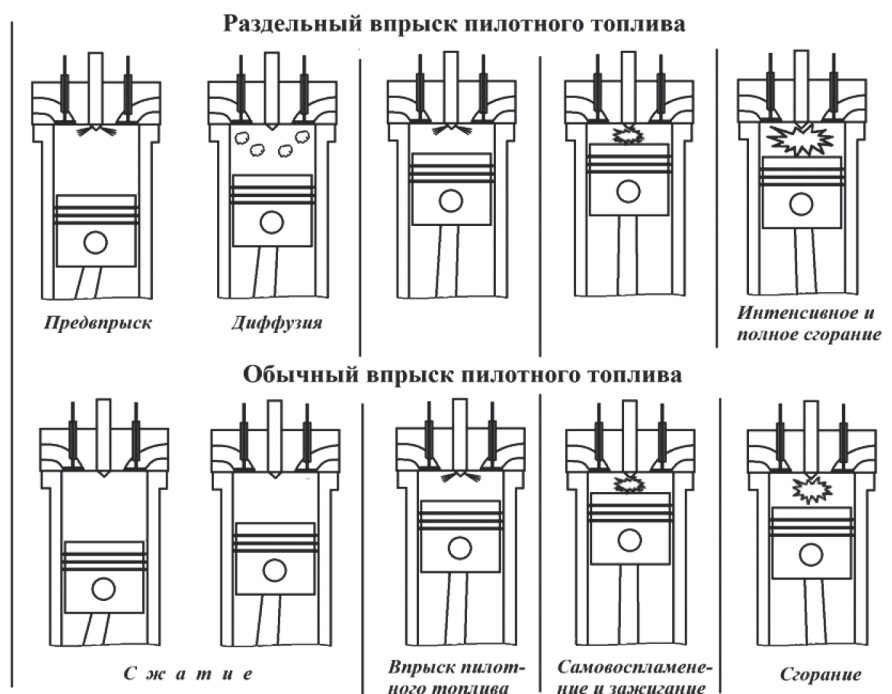 Раздельный впрыск пилотного топлива
Предвпрыск
Диффузия
Интенсивное и
полное сгорание
Обычный впрыск пилотного топлива
С ж а т и е
Впрыск пилот-
ного топлива
Самовоспламене-
ние и зажигание
Сгорание